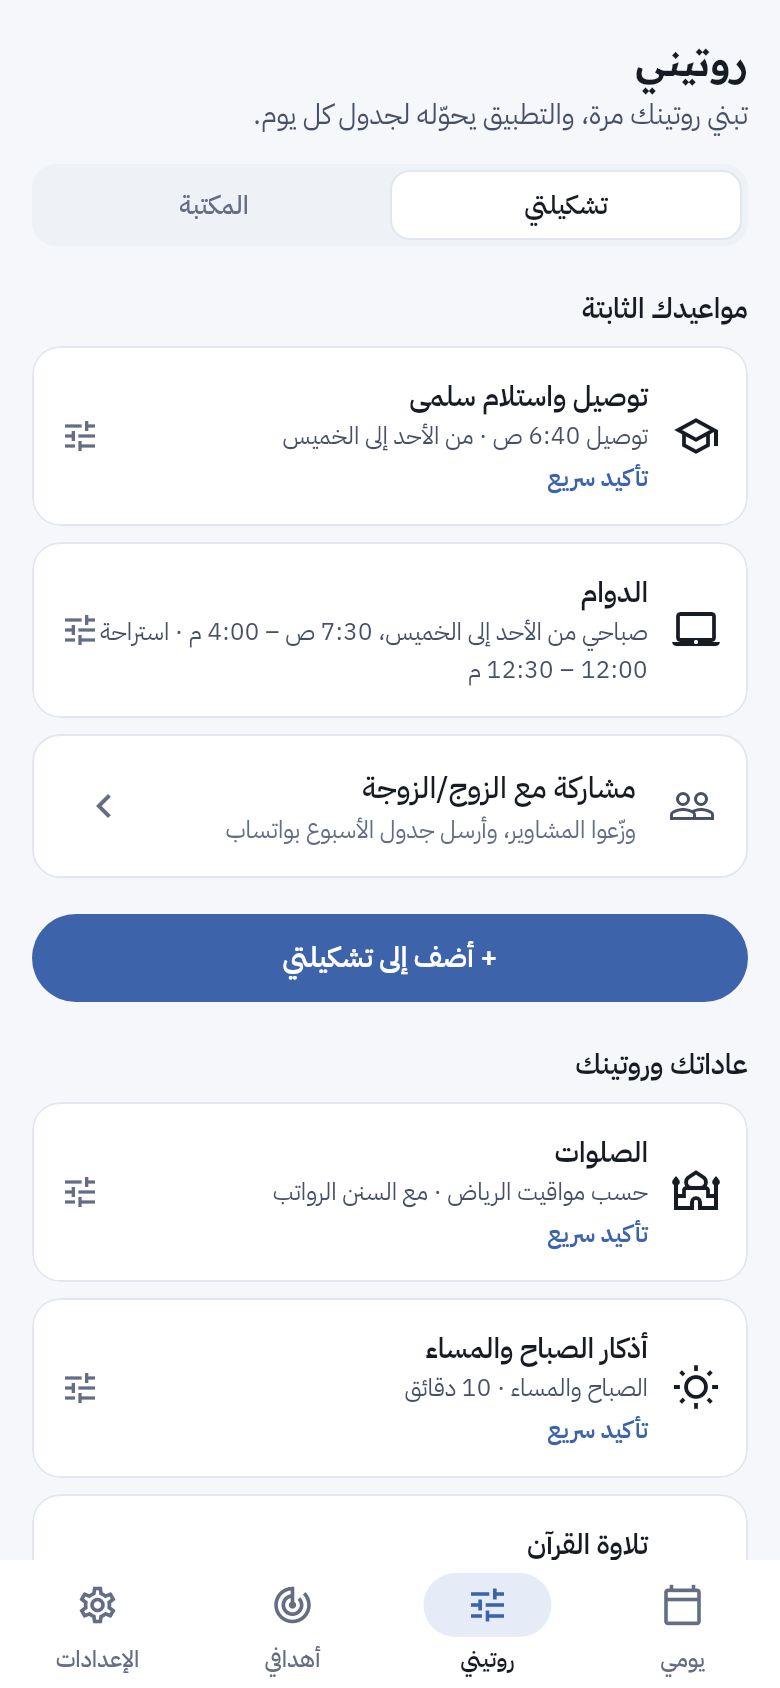 روتيني
تبني روتينك مرة، والتطبيق يحوّله لجدول كل يوم.
تشكيلتي
المكتبة
مواعيدك الثابتة
توصيل واستلام سلمى
توصيل 6:40 ص · من الأحد إلى الخميس
تأكيد سريع
الدوام
صباحي من الأحد إلى الخميس، 7:30 ص – 4:00 م · استراحة
12:00 – 12:30 م
مشاركة مع الزوج/الزوجة
وزّعوا المشاوير، وأرسل جدول الأسبوع بواتساب
+ أضف إلى تشكيلتي
عاداتك وروتينك
الصلوات
حسب مواقيت الرياض · مع السنن الرواتب
تأكيد سريع
أذكار الصباح والمساء
الصباح والمساء · 10 دقائق
تأكيد سريع
تلاوة القرآن
يومي
روتيني
أهدافي
الإعدادات